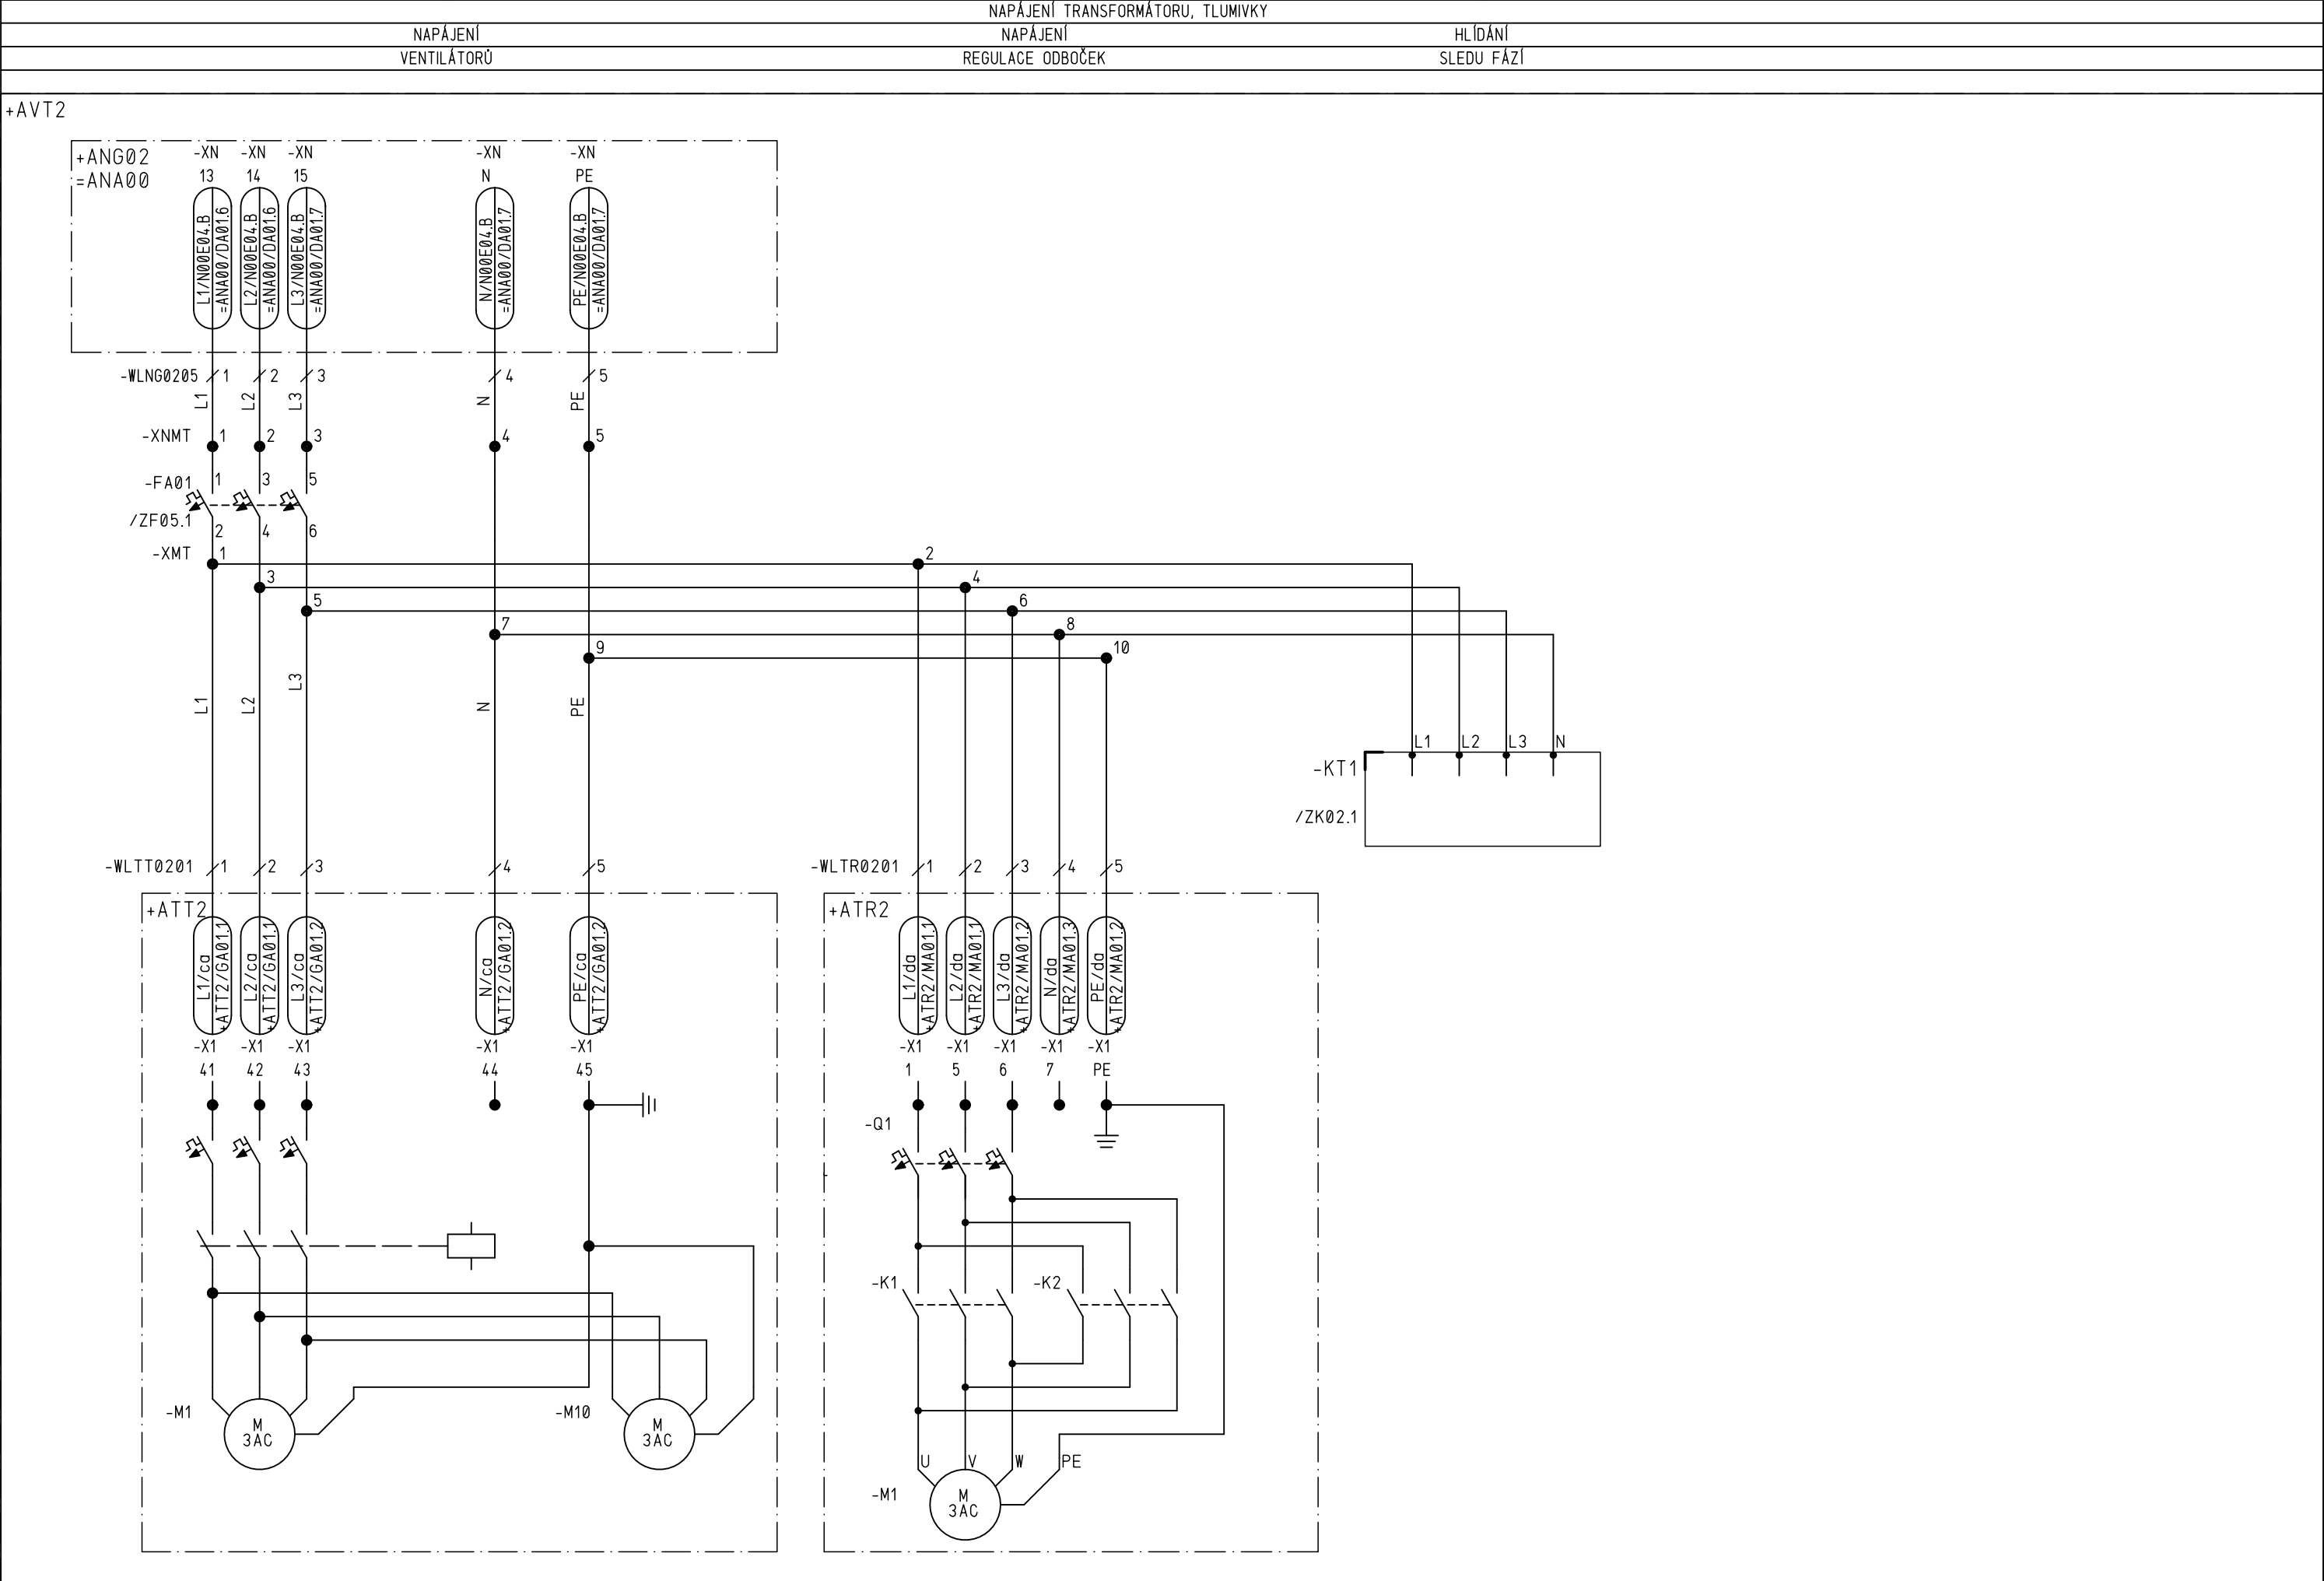 NAPÁJENÍ TRANSFORMÁTORU, TLUMIVKY
NAPÁJENÍ NAPÁJENÍ HLÍDÁNÍ
VENTILÁTORŮ REGULACE ODBOČEK SLEDU FÁZÍ
+AVT2
+ANG02
=ANA00
-XN -XN -XN -XN -XN
13 14 15 N PE
L1/N00E04.B
=ANA00/DA01.6
L2/N00E04.B
=ANA00/DA01.6
L3/N00E04.B
=ANA00/DA01.7
N/N00E04.B
=ANA00/DA01.7
PE/N00E04.B
=ANA00/DA01.7
-WLNG0205 1 2 3 4 5
L1 L2 L3 N PE
-XNMT 1 2 3 4 5
-FA01 1 3 5
/ZF05.1 2 4 6
-XMT 1 2
3 4
5 6
7 8
9 10
L1 L2 L3 N PE
L1 L2 L3 N
-KT1
/ZK02.1
-WLTT0201 1 2 3 4 5
-WLTR0201 1 2 3 4 5
+ATT2
+ATR2
L1/ca
+ATT2/GA01.1
L2/ca
+ATT2/GA01.1
L3/ca
+ATT2/GA01.2
N/ca
+ATT2/GA01.2
PE/ca
+ATT2/GA01.2
L1/da
+ATR2/MA01.1
L2/da
+ATR2/MA01.1
L3/da
+ATR2/MA01.2
N/da
+ATR2/MA01.3
PE/da
+ATR2/MA01.2
-X1 -X1 -X1 -X1 -X1 -X1 -X1 -X1 -X1 -X1
41 42 43 44 45 1 5 6 7 PE
-Q1
-K1 -K2
-M1 -M10
M
3AC
M
3AC
U V W PE
-M1
M
3AC